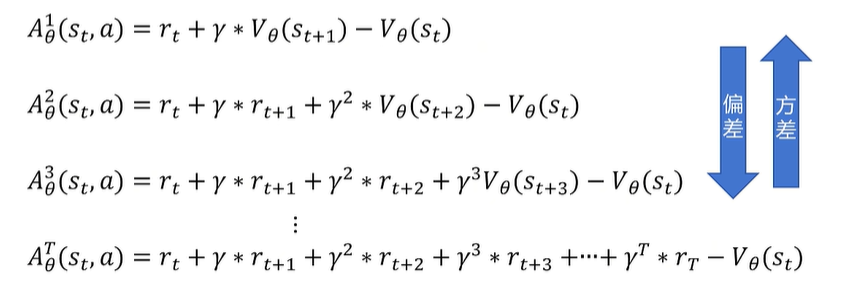 A_θ^1(s_t, a) = r_t + γ * V_θ(s_{t+1}) − V_θ(s_t)
A_θ^2(s_t, a) = r_t + γ * r_{t+1} + γ^2 * V_θ(s_{t+2}) − V_θ(s_t)
A_θ^3(s_t, a) = r_t + γ * r_{t+1} + γ^2 * r_{t+2} + γ^3 V_θ(s_{t+3}) − V_θ(s_t)
⋮
A_θ^T(s_t, a) = r_t + γ * r_{t+1} + γ^2 * r_{t+2} + γ^3 * r_{t+3} + ⋯ + γ^T * r_T − V_θ(s_t)
偏差
方差